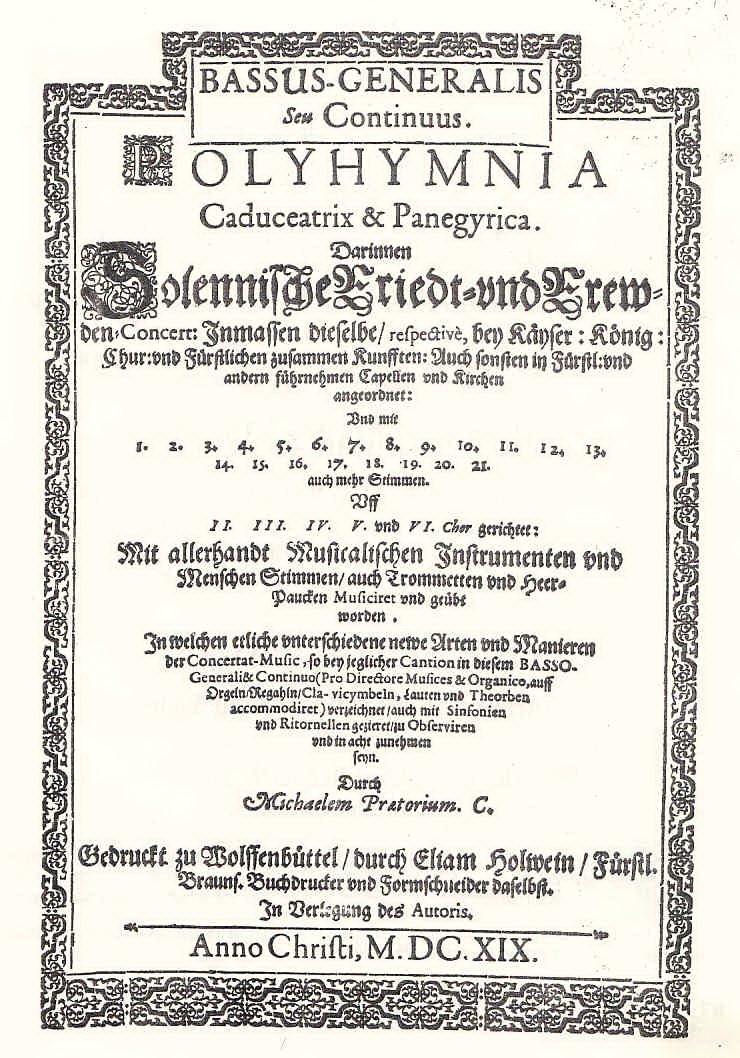 BASSUS-GENERALIS
Seu Continuus.
POLYHYMNIA
Caduceatrix & Panegyrica.
Darinnen
Solennische Friedt-vnd Frew-
den-Concert: Inmassen dieselbe/ respectivè, bey Käyser: König:
Chur:vnd Fürstlichen zusammen Kunfften: Auch sonsten in Fürstl:vnd
andern führnehmen Capellen vnd Kirchen
angeordnet:
Vnd mit
1. 2. 3. 4. 5. 6. 7. 8. 9. 10. 11. 12. 13.
14. 15. 16. 17. 18. 19. 20. 21.
auch mehr Stimmen.
Vff
II. III. IV. V. vnd VI. Chor gerichtet:
Mit allerhandt Musicalischen Instrumenten vnd
Menschen Stimmen/ auch Trommetten vnd Heer-
Paucken Musiciret vnd geübt
worden.
In welchen etliche vnterschiedene newe Arten vnd Manieren
der Concertat-Music, so bey jeglicher Cantion in diesem BASSO-
Generali& Continuo(Pro Directore Musices & Organico, auff
Orgeln/Regahln/Cla-vicymbeln, Lauten vnd Theorben
accommodiret) verzeichnet/auch mit Sinfonien
vnd Ritornellen gezieret/zu Observiren
vnd in acht zunehmen
seyn.
Durch
Michaelem Prætorium. C.
Gedruckt zu Wolffenbüttel/ durch Eliam Holwein/ Fürstl.
Brauns. Buchdrucker vnd Formschneider daselbst.
In Verlegung des Autoris.
Anno Christi, M. DC. XIX.